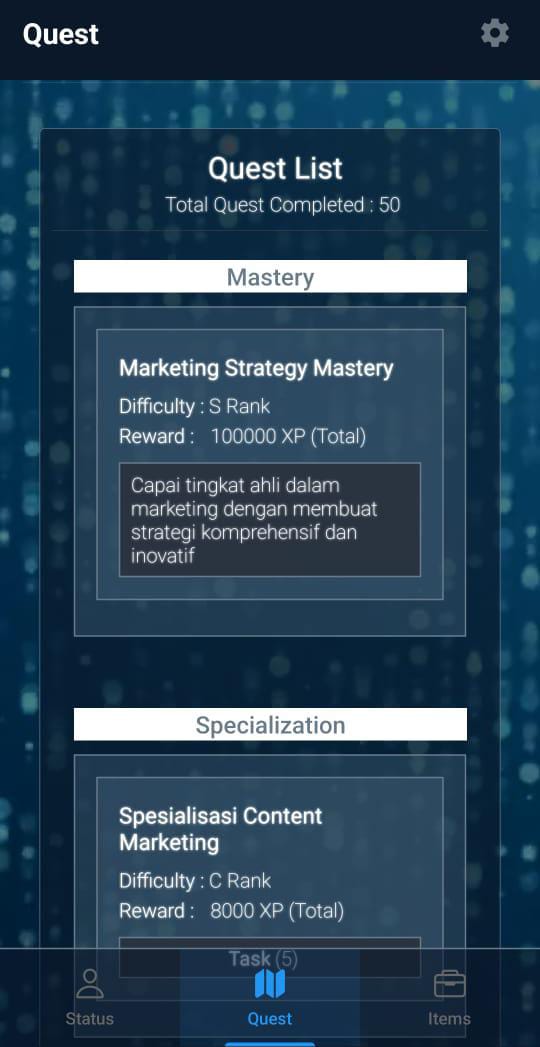 Quest
Quest List
Total Quest Completed : 50
Mastery
Marketing Strategy Mastery
Difficulty : S Rank
Reward : 100000 XP (Total)
Capai tingkat ahli dalam
marketing dengan membuat
strategi komprehensif dan
inovatif
Specialization
Spesialisasi Content
Marketing
Difficulty : C Rank
Reward : 8000 XP (Total)
Task (5)
Status
Quest
Items